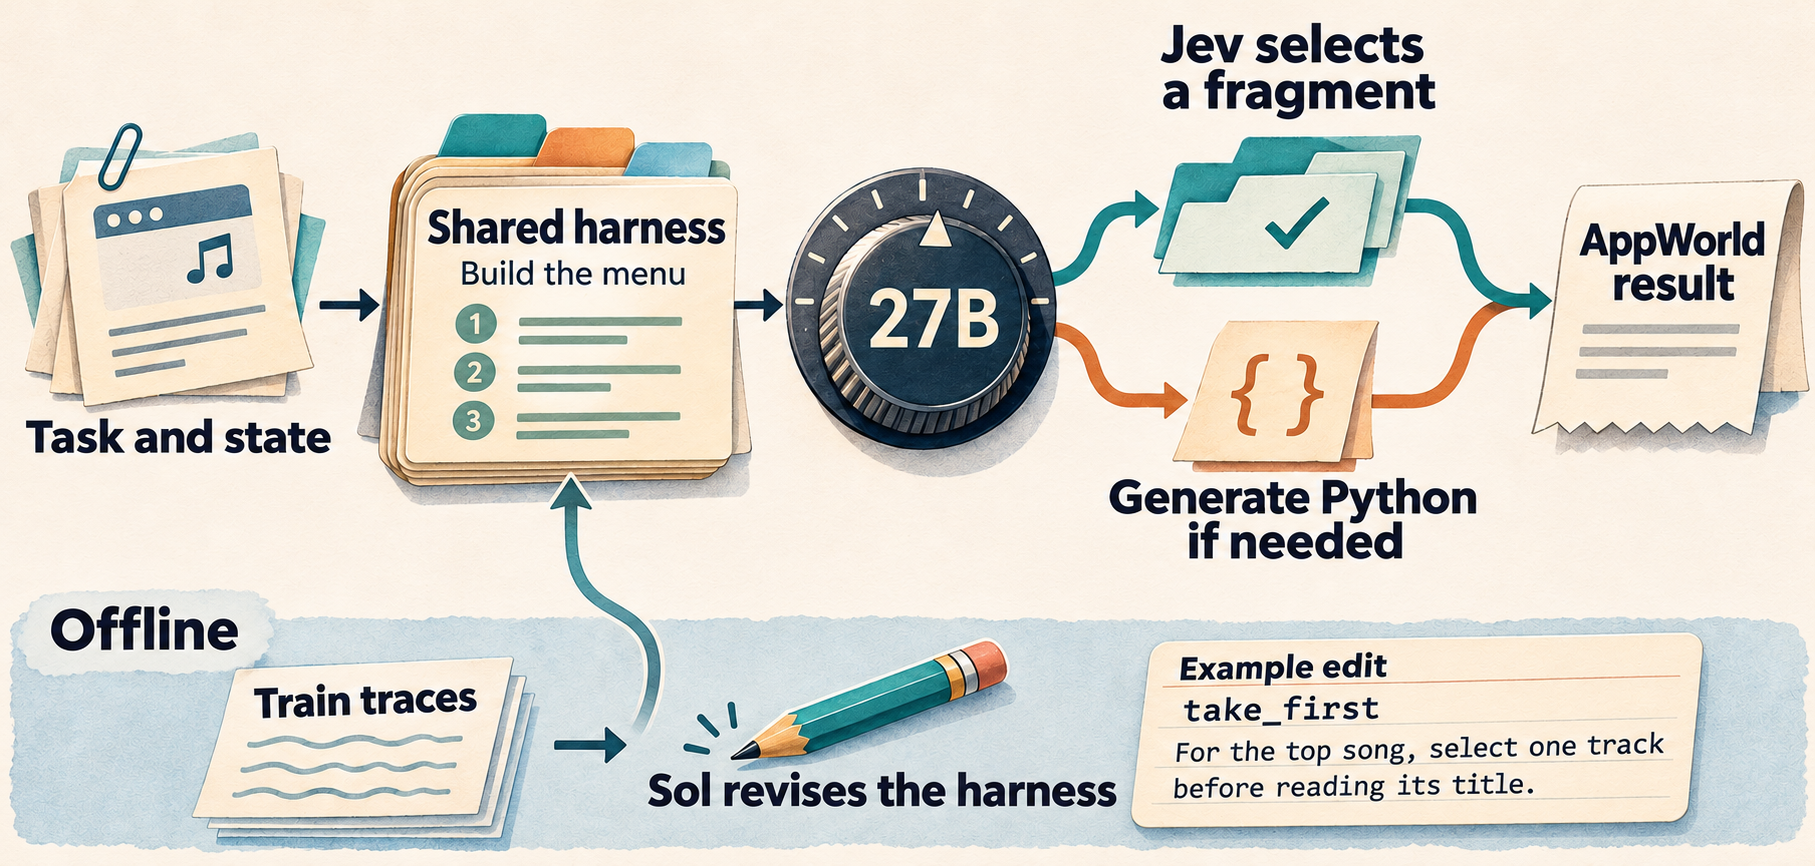 Jev selects
a fragment
Task and state
Shared harness
Build the menu
1
2
3
27B
{ }
Generate Python
if needed
AppWorld
result
Offline
Train traces
Sol revises the harness
Example edit
take_first
For the top song, select one track
before reading its title.